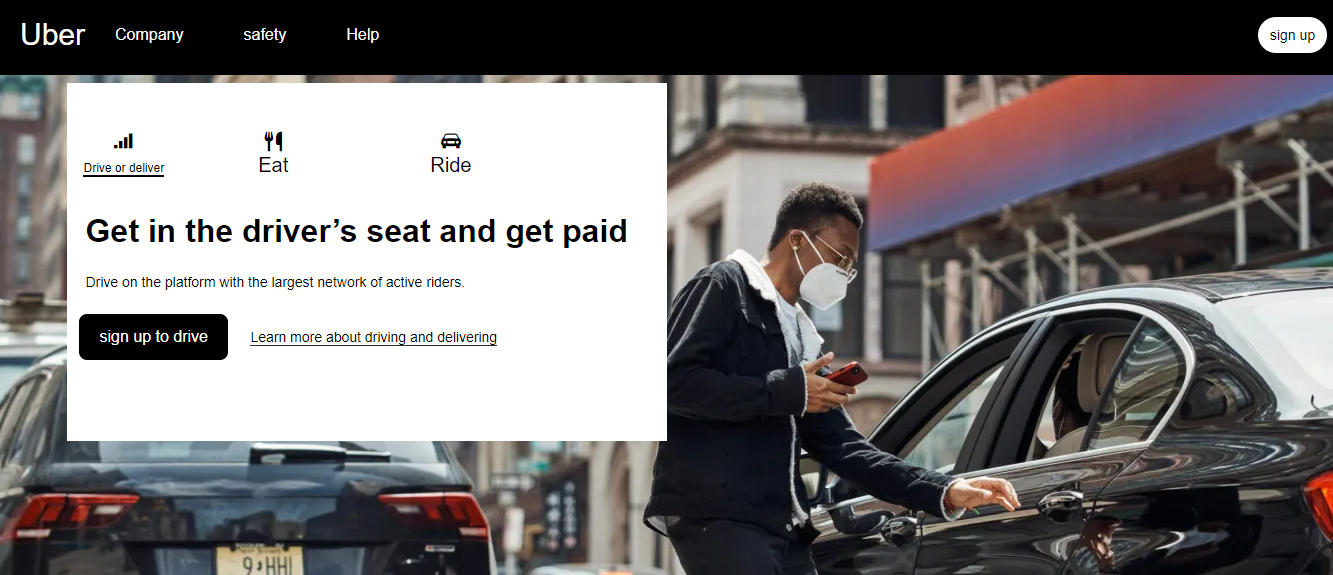 Uber Company safety Help sign up
Drive or deliver Eat Ride
Get in the driver’s seat and get paid
Drive on the platform with the largest network of active riders.
sign up to drive Learn more about driving and delivering